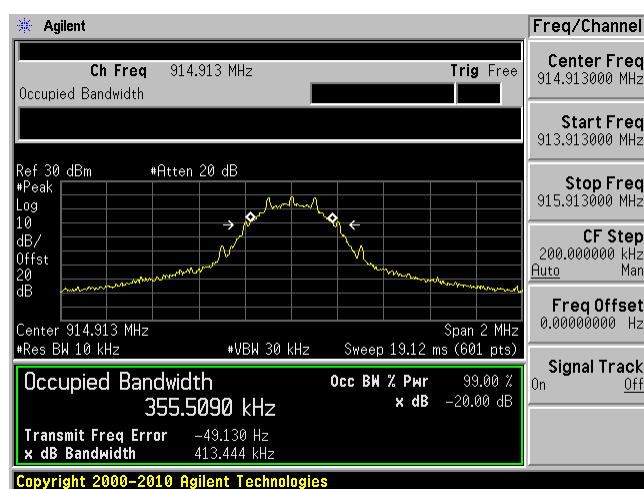 Agilent
Freq/Channel
Ch Freq 914.913 MHz Trig Free
Occupied Bandwidth
Center Freq
914.913000 MHz
Start Freq
913.913000 MHz
Stop Freq
915.913000 MHz
CF Step
200.000000 kHz
Auto Man
Freq Offset
0.00000000 Hz
Signal Track
On Off
Ref 30 dBm #Atten 20 dB
#Peak
Log
10
dB/
Offst
20
dB
Center 914.913 MHz Span 2 MHz
#Res BW 10 kHz #VBW 30 kHz Sweep 19.12 ms (601 pts)
Occupied Bandwidth Occ BW % Pwr 99.00 %
355.5090 kHz x dB -20.00 dB
Transmit Freq Error -49.130 Hz
x dB Bandwidth 413.444 kHz
Copyright 2000-2010 Agilent Technologies